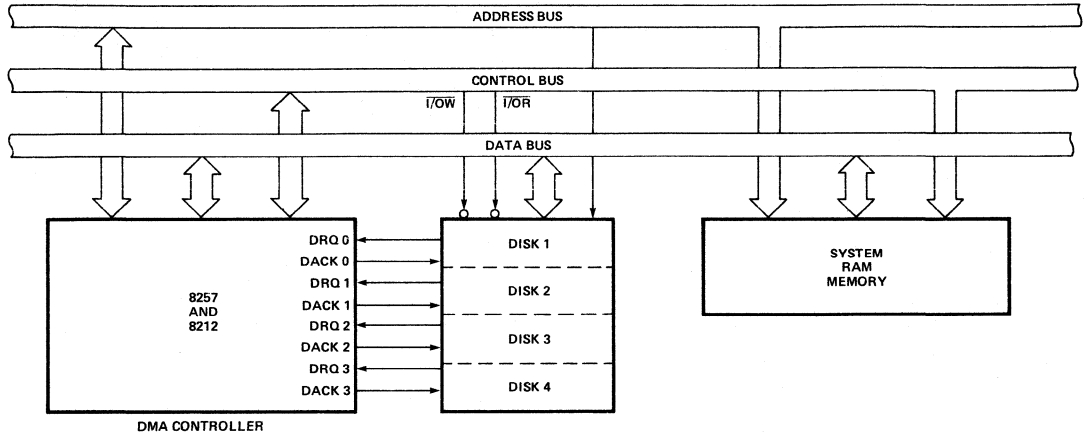 ADDRESS BUS
CONTROL BUS
I/OW
I/OR
DATA BUS
DRQ 0
DACK 0
DRQ 1
DACK 1
DRQ 2
DACK 2
DRQ 3
DACK 3
8257
AND
8212
DISK 1
DISK 2
DISK 3
DISK 4
SYSTEM
RAM
MEMORY
DMA CONTROLLER